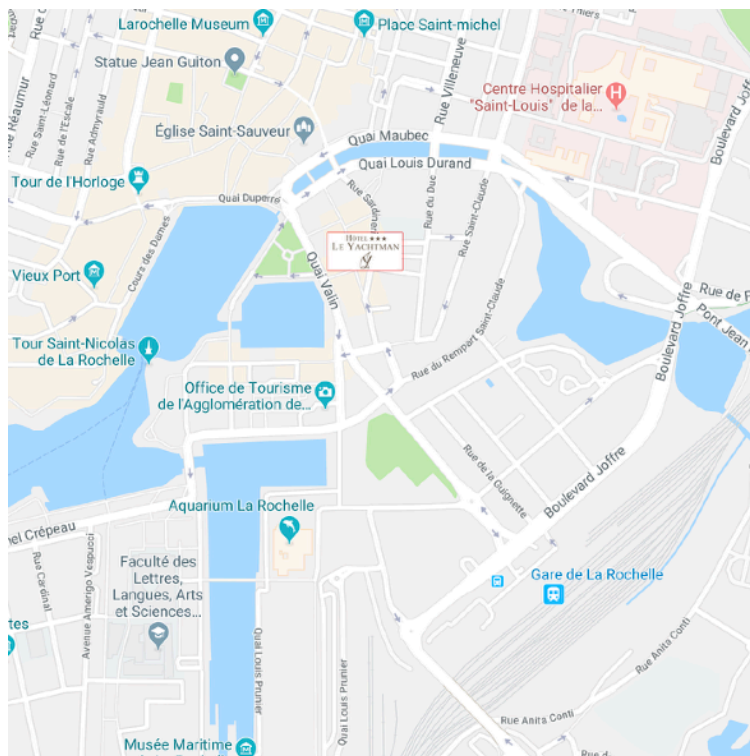 Larochelle Museum
Place Saint-michel
Rue Villeneuve
Statue Jean Guiton
Centre Hospitalier
"Saint-Louis" de la...
Boulevard Joff
Réaumur
Rue Saint-Léonard
Rue de l'Escale
Rue Admyrauld
Église Saint-Sauveur
Quai Maubec
Quai Louis Durand
Tour de l'Horloge
Quai Duperré
Rue Sardineri
Rue du Duc
Rue Saint-Claude
Cours des Dames
HÔTEL ★★★
LE YACHTMAN
Vieux Port
Quai Valin
Rue de F
Pont Jean
Boulevard Joffre
Tour Saint-Nicolas
de La Rochelle
Rue du Rempart Saint-Claude
Office de Tourisme
de l'Agglomération de...
Rue de la Guignette
Boulevard Joffre
Aquarium La Rochelle
nel Crépeau
Rue Cardinal
Avenue Amerigo Vespucci
Faculté des
Lettres,
Langues, Arts
et Sciences...
H
Gare de La Rochelle
tes
Quai Louis Prunier
Quai Louis Prunier
Rue Anita Conti
Rue Anita Conti
Musée Maritime